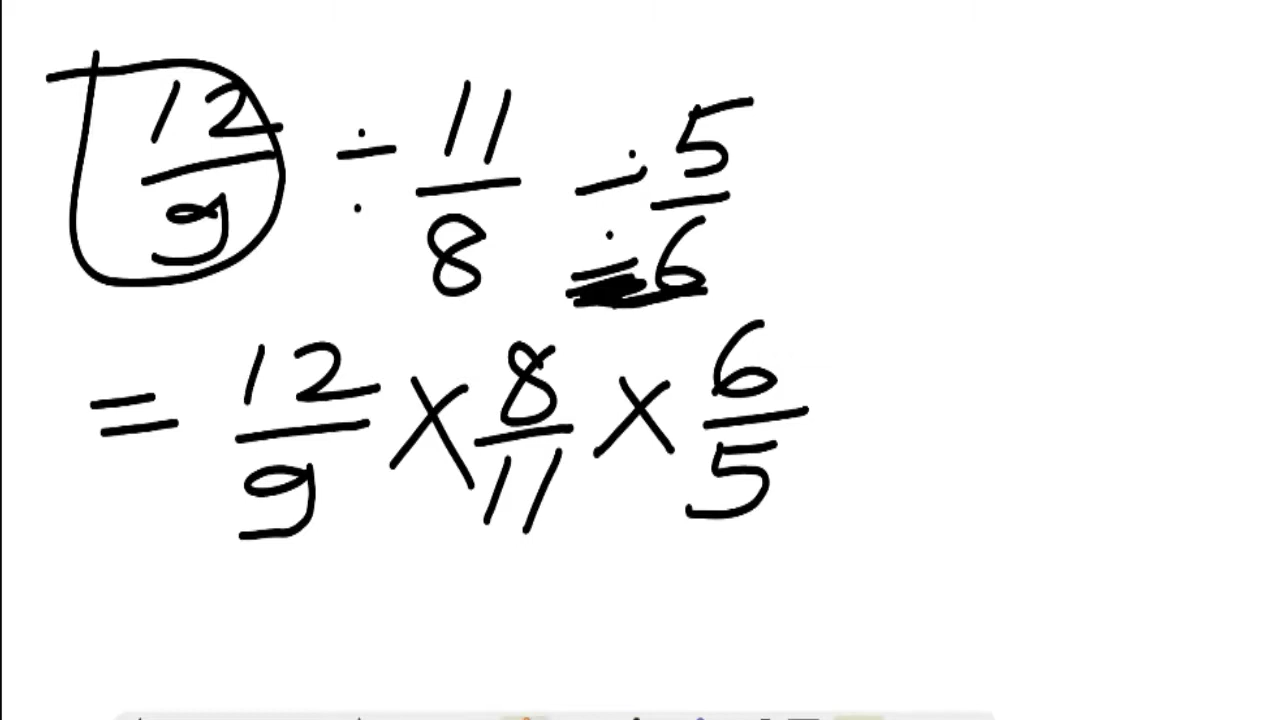 12/9 ÷ 11/8 ÷ 5/6
= 12/9 × 8/11 × 6/5